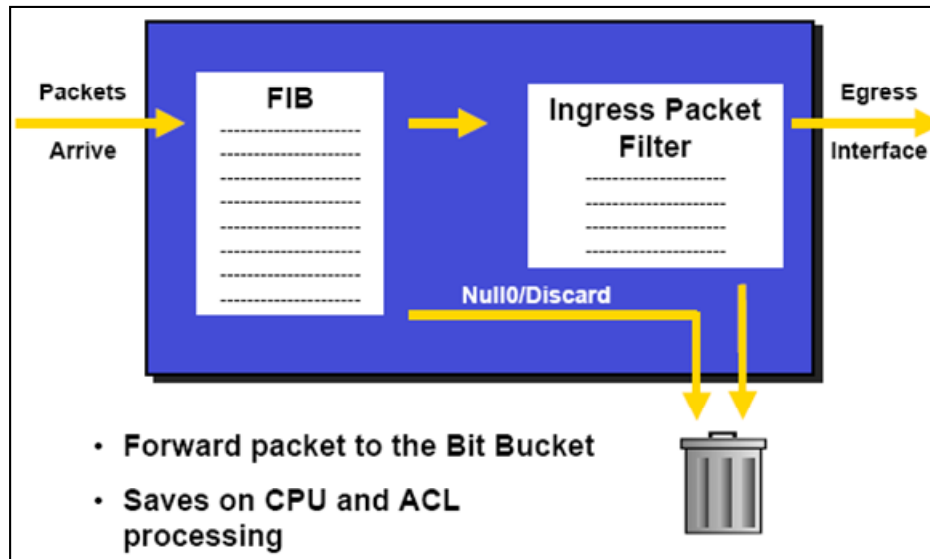 Packets
Arrive
FIB
--------------------
--------------------
--------------------
--------------------
--------------------
--------------------
--------------------
--------------------
Ingress Packet
Filter
--------------------
--------------------
--------------------
--------------------
Egress
Interface
Null0/Discard
• Forward packet to the Bit Bucket
• Saves on CPU and ACL
processing